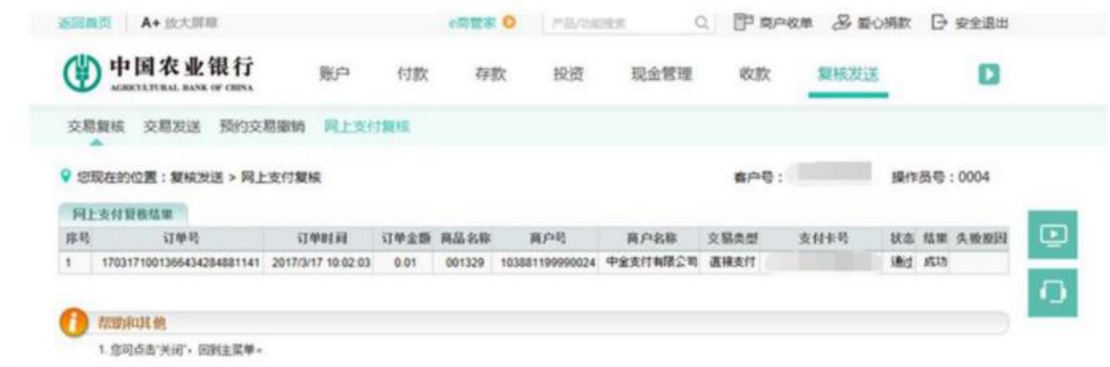 返回首页 A+ 放大屏幕 e商管家 产品/功能搜索 商户收单 爱心捐款 安全退出
中国农业银行 账户 付款 存款 投资 现金管理 收款 复核发送
AGRICULTURAL BANK OF CHINA
交易复核 交易发送 预约交易撤销 网上支付复核
您现在的位置：复核发送 > 网上支付复核 客户号： 操作员号：0004
网上支付复核结果
序号 订单号 订单时间 订单金额 商品名称 商户号 商户名称 交易类型 支付卡号 状态 结果 失败原因
1 1703171001366434284881141 2017/3/17 10:02:03 0.01 001329 103881199990024 中金支付有限公司 直接支付 通过 成功
帮助和其他
1. 您可点击“关闭”，回到主菜单。